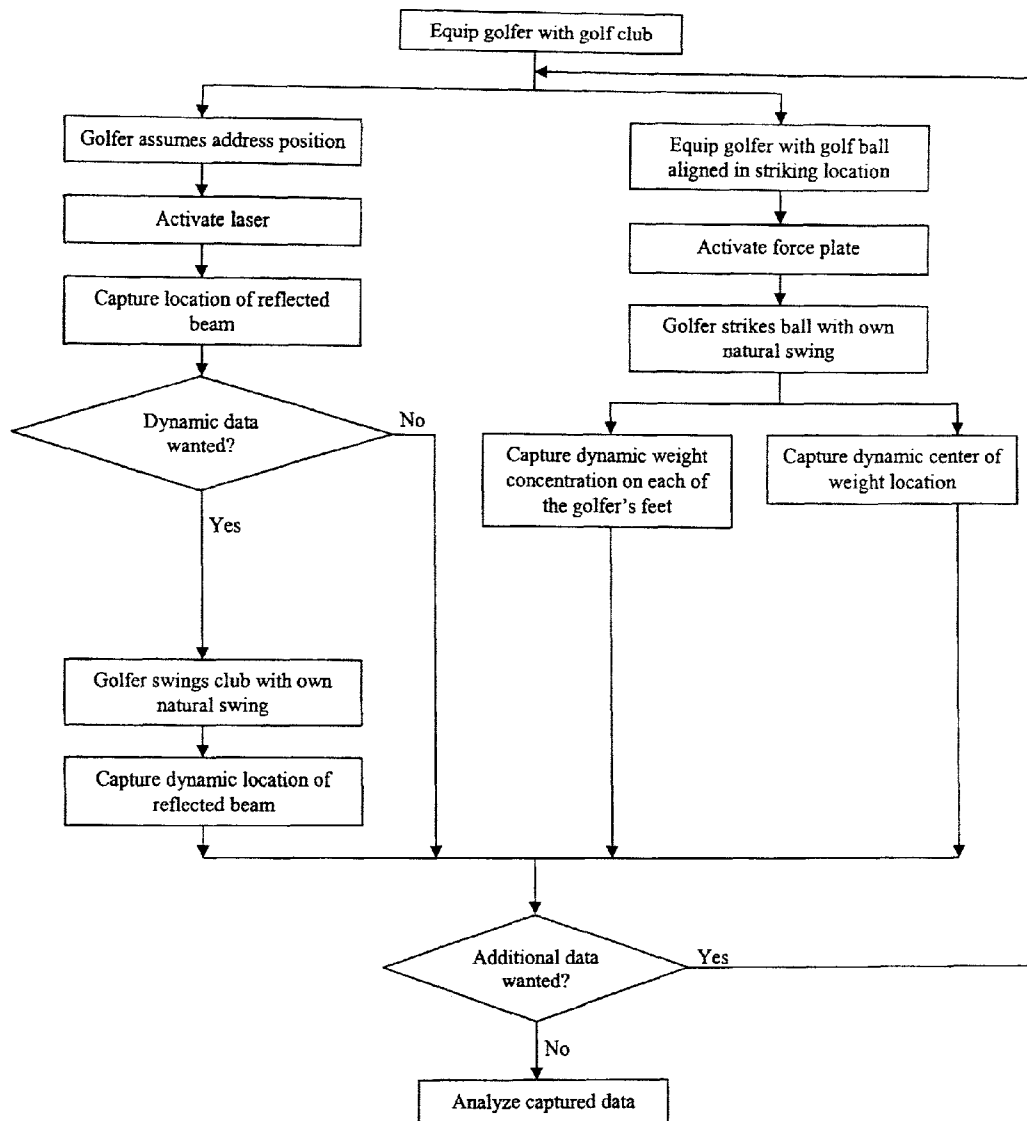 Equip golfer with golf club
Golfer assumes address position
Activate laser
Capture location of reflected
beam
Dynamic data
wanted?
No
Yes
Golfer swings club with own
natural swing
Capture dynamic location of
reflected beam
Equip golfer with golf ball
aligned in striking location
Activate force plate
Golfer strikes ball with own
natural swing
Capture dynamic weight
concentration on each of
the golfer's feet
Capture dynamic center of
weight location
Additional data
wanted?
Yes
No
Analyze captured data